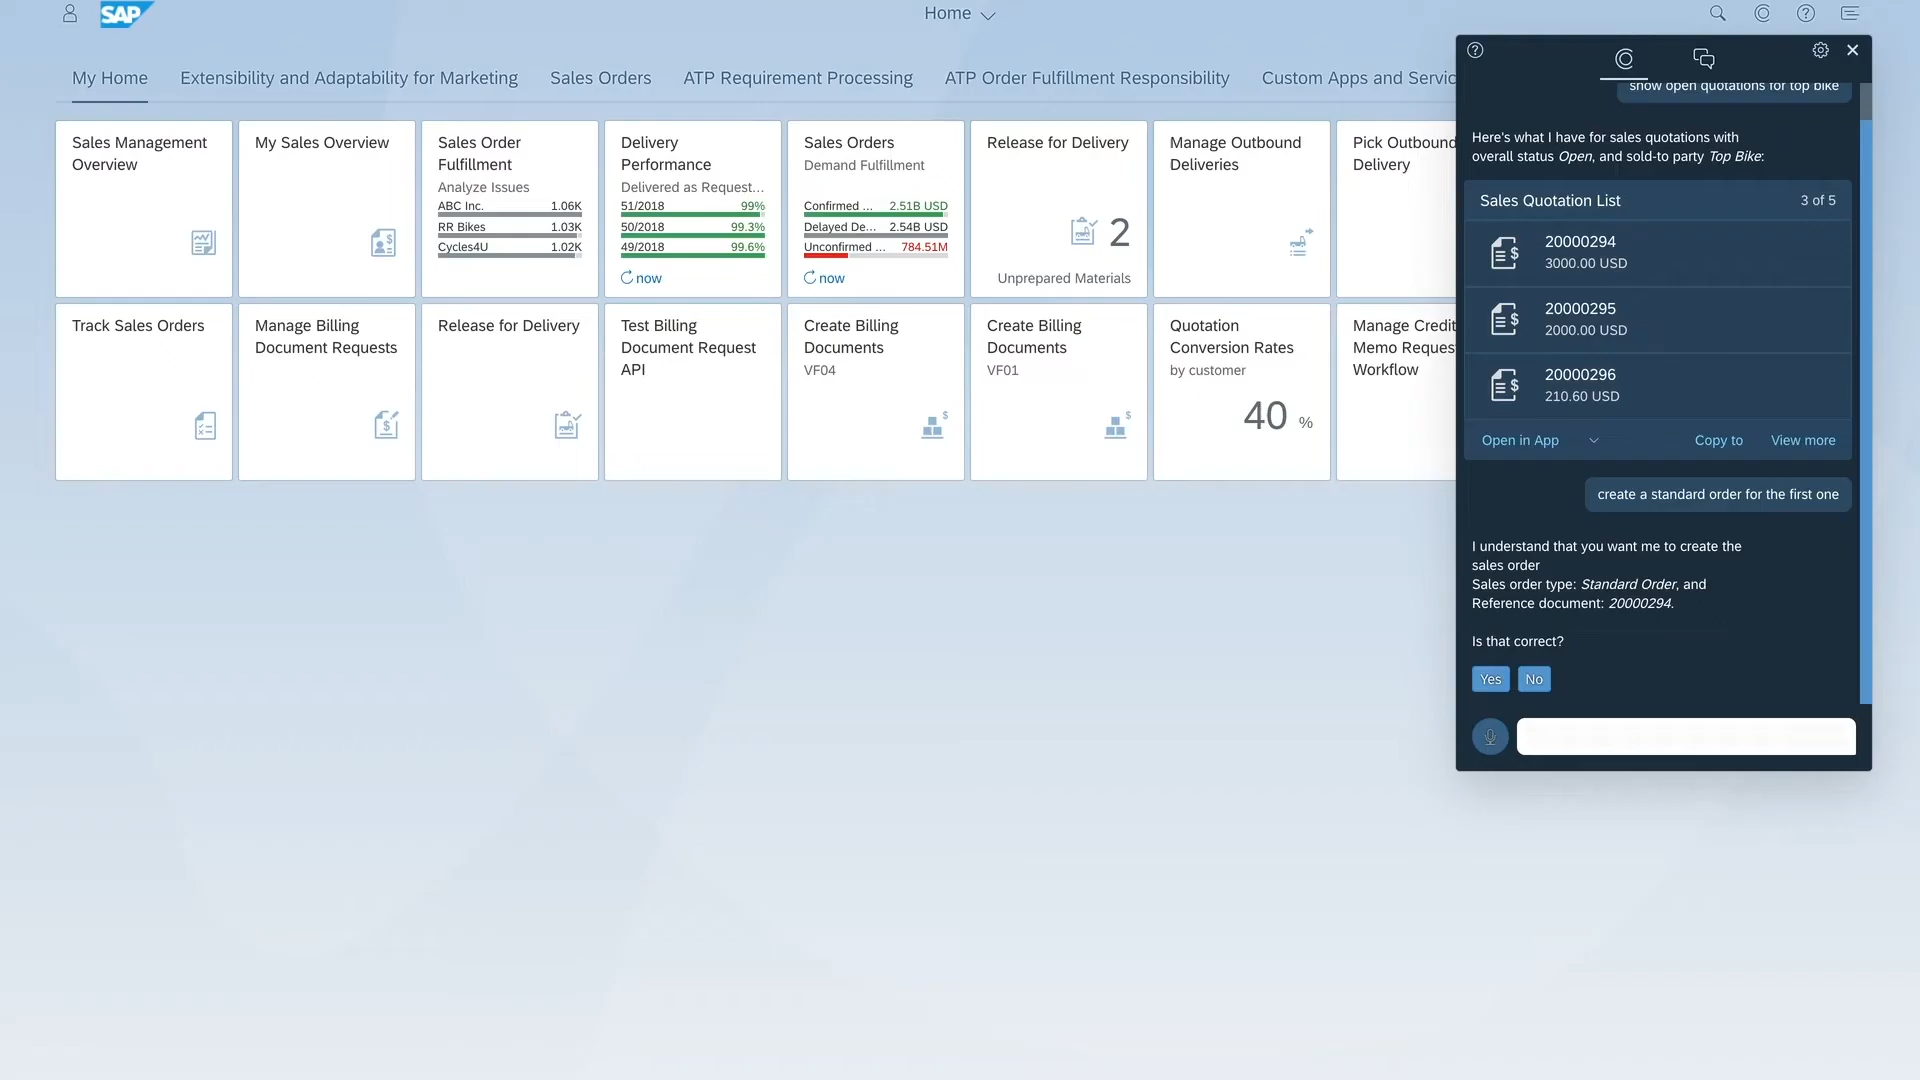 SAP
Home
My Home
Extensibility and Adaptability for Marketing
Sales Orders
ATP Requirement Processing
ATP Order Fulfillment Responsibility
Custom Apps and Servic
Sales Management
Overview
My Sales Overview
Sales Order
Fulfillment
Analyze Issues
ABC Inc. 1.06K
RR Bikes 1.03K
Cycles4U 1.02K
Delivery
Performance
Delivered as Request...
51/2018 99%
50/2018 99.3%
49/2018 99.6%
now
Sales Orders
Demand Fulfillment
Confirmed ... 2.51B USD
Delayed De... 2.54B USD
Unconfirmed ... 784.51M
now
Release for Delivery
2
Unprepared Materials
Manage Outbound
Deliveries
Pick Outbound
Delivery
Track Sales Orders
Manage Billing
Document Requests
Release for Delivery
Test Billing
Document Request
API
Create Billing
Documents
VF04
Create Billing
Documents
VF01
Quotation
Conversion Rates
by customer
40 %
Manage Credit
Memo Reques
Workflow
show open quotations for top bike
Here's what I have for sales quotations with
overall status Open, and sold-to party Top Bike:
Sales Quotation List 3 of 5
20000294
3000.00 USD
20000295
2000.00 USD
20000296
210.60 USD
Open in App Copy to View more
create a standard order for the first one
I understand that you want me to create the
sales order
Sales order type: Standard Order, and
Reference document: 20000294.
Is that correct?
Yes No